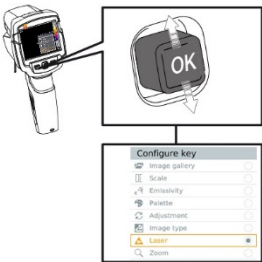 OK
Configure key
Image gallery
Scale
Emissivity
Palette
Adjustment
Image type
Laser
Zoom